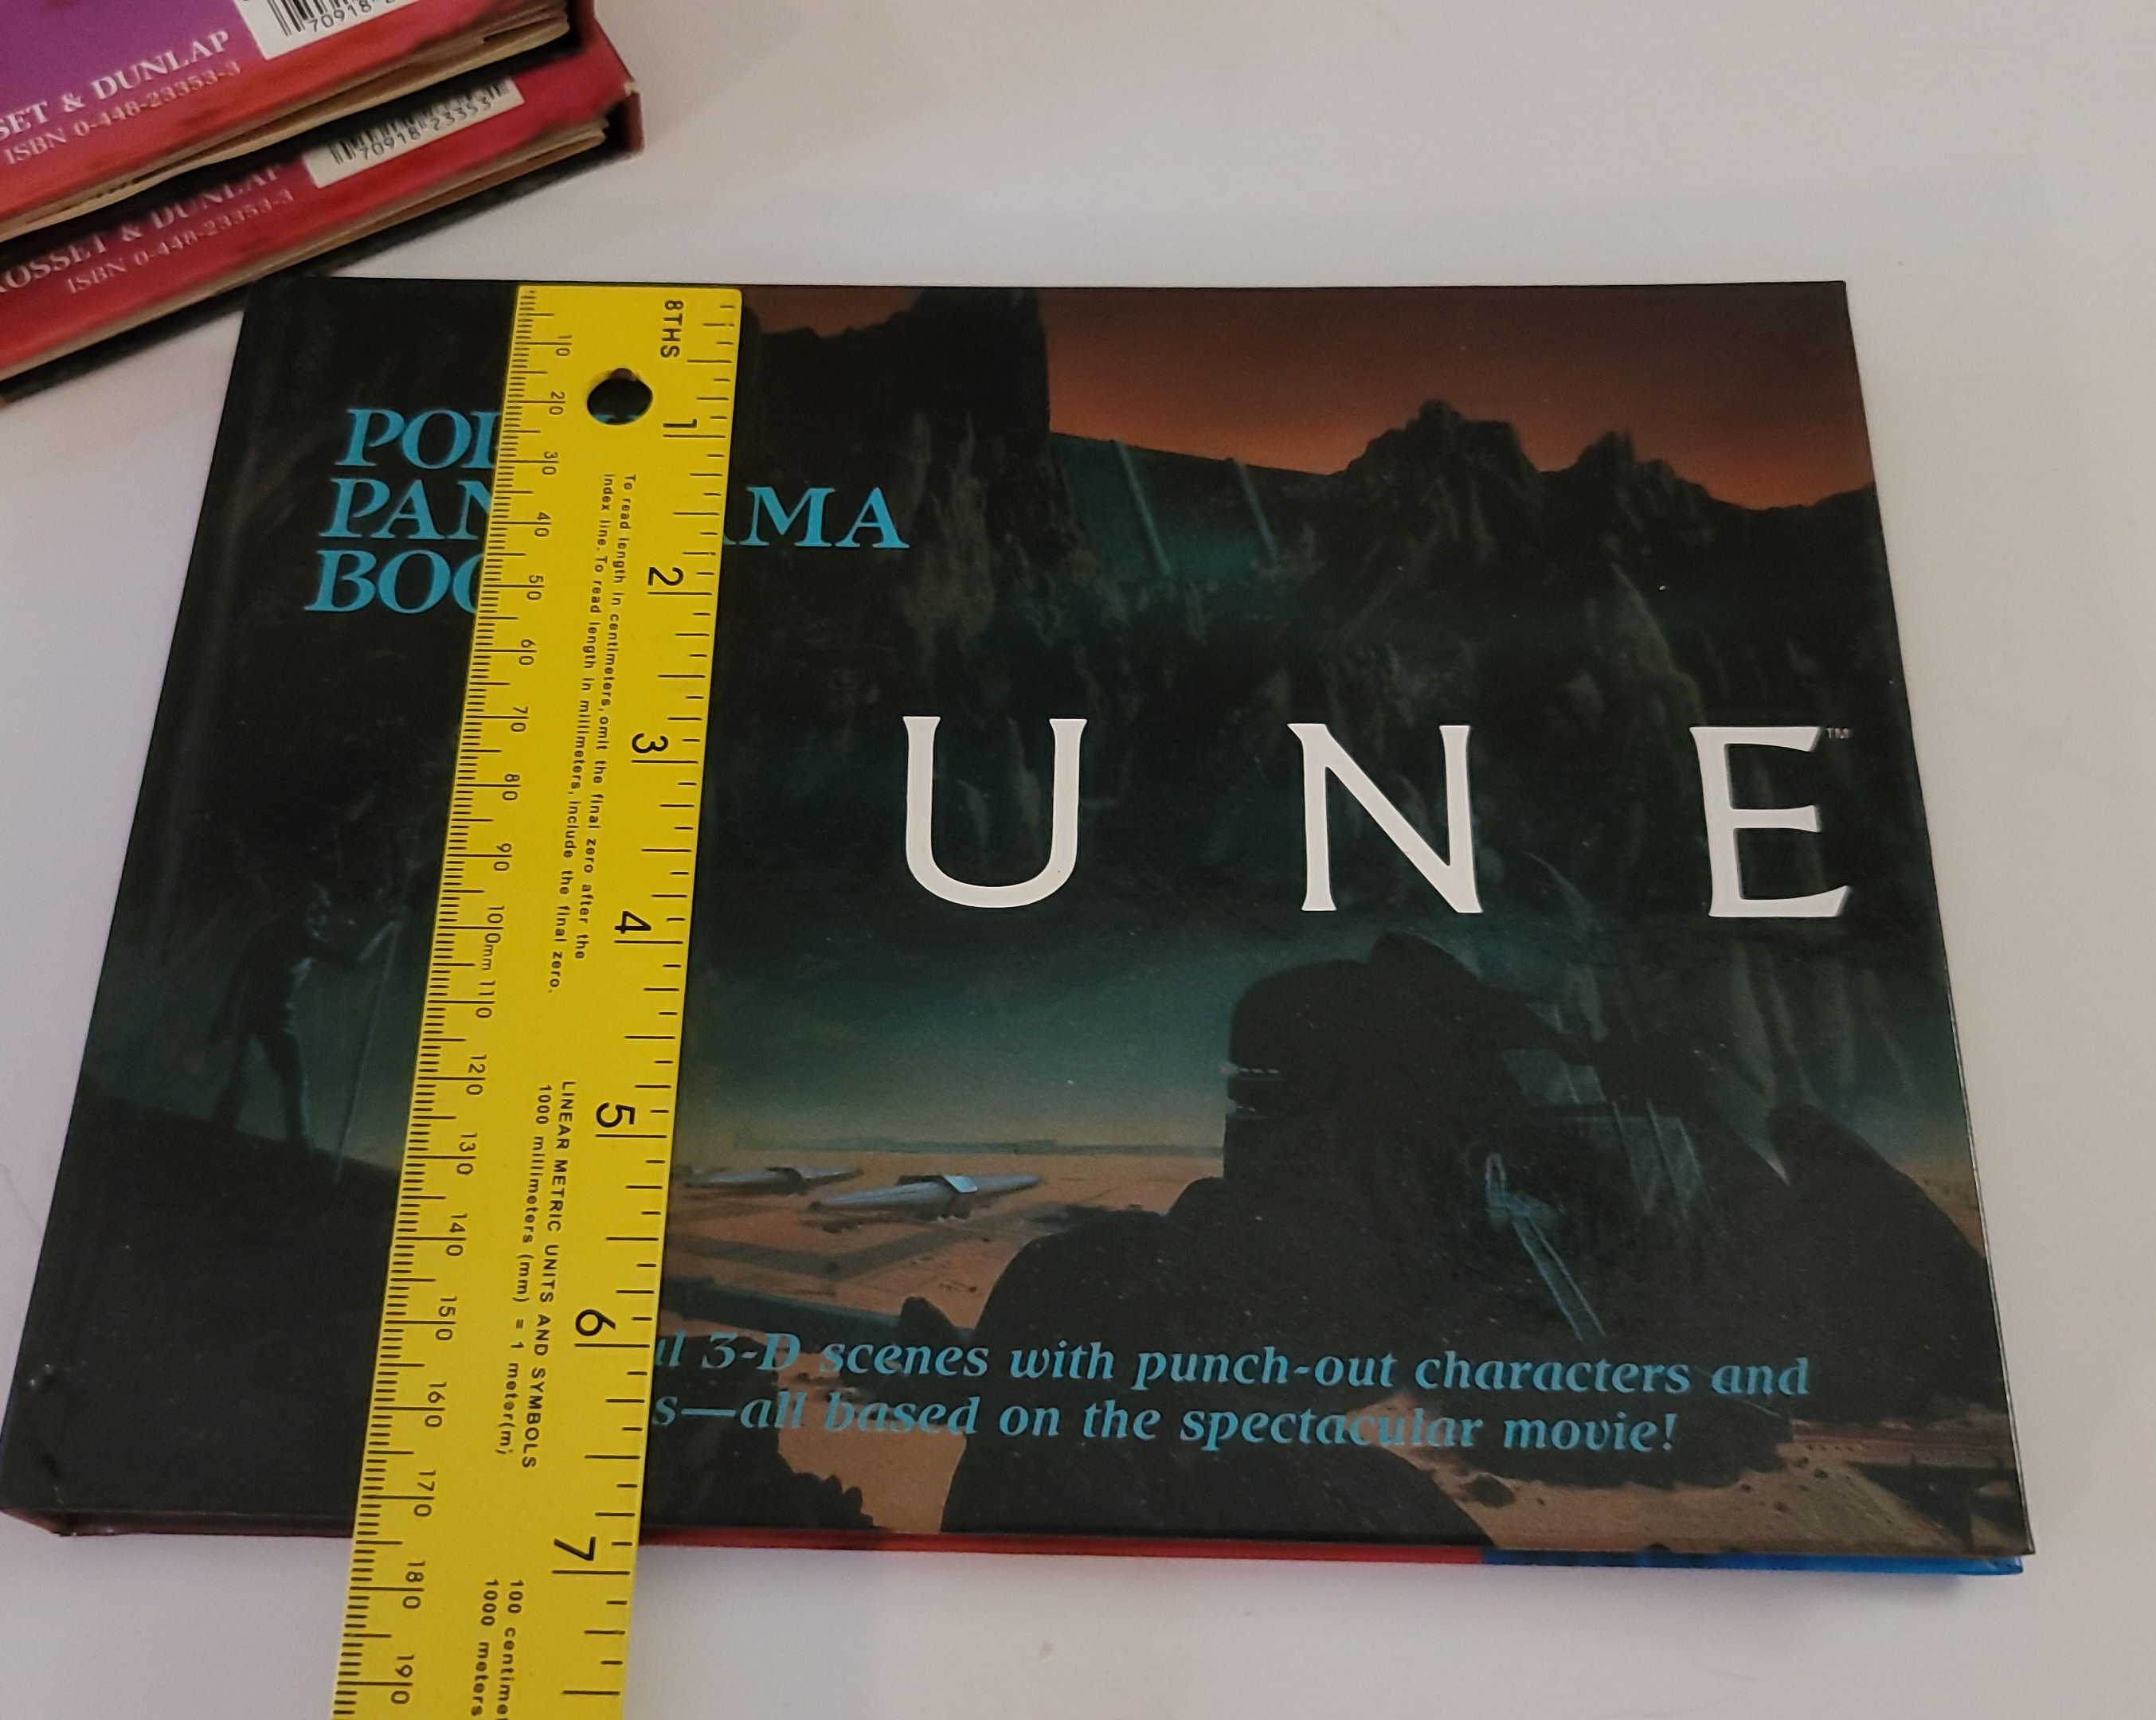 70918
SET & DUNLAP
ISBN 0-448-23353-3
70918 23353
OSSET & DUNLAP
ISBN 0-448-23353-3
POP
PAN AMA
BOO
UNE™
8THS
1 2 3 4 5 6 7
10 20 30 40 50 60 70 80 90 100mm 110 120 130 140 150 160 170 180 190
To read length in centimeters, omit the final zero after the
index line. To read length in millimeters, include the final zero.
LINEAR METRIC UNITS AND SYMBOLS
1000 millimeters (mm) = 1 meter(m)
100 centime
1000 meters
ul 3-D scenes with punch-out characters and
s—all based on the spectacular movie!